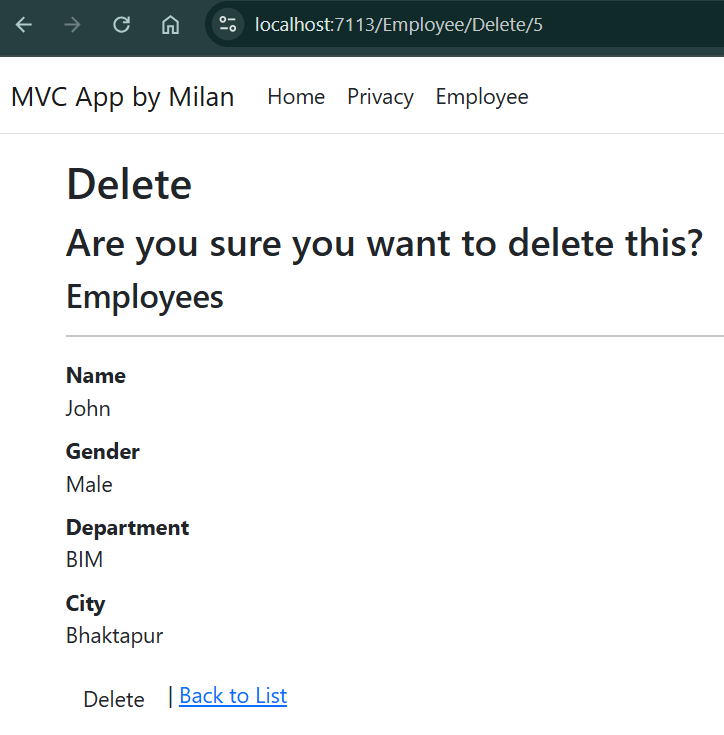 localhost:7113/Employee/Delete/5
MVC App by Milan Home Privacy Employee
Delete
Are you sure you want to delete this?
Employees
Name
John
Gender
Male
Department
BIM
City
Bhaktapur
Delete | Back to List